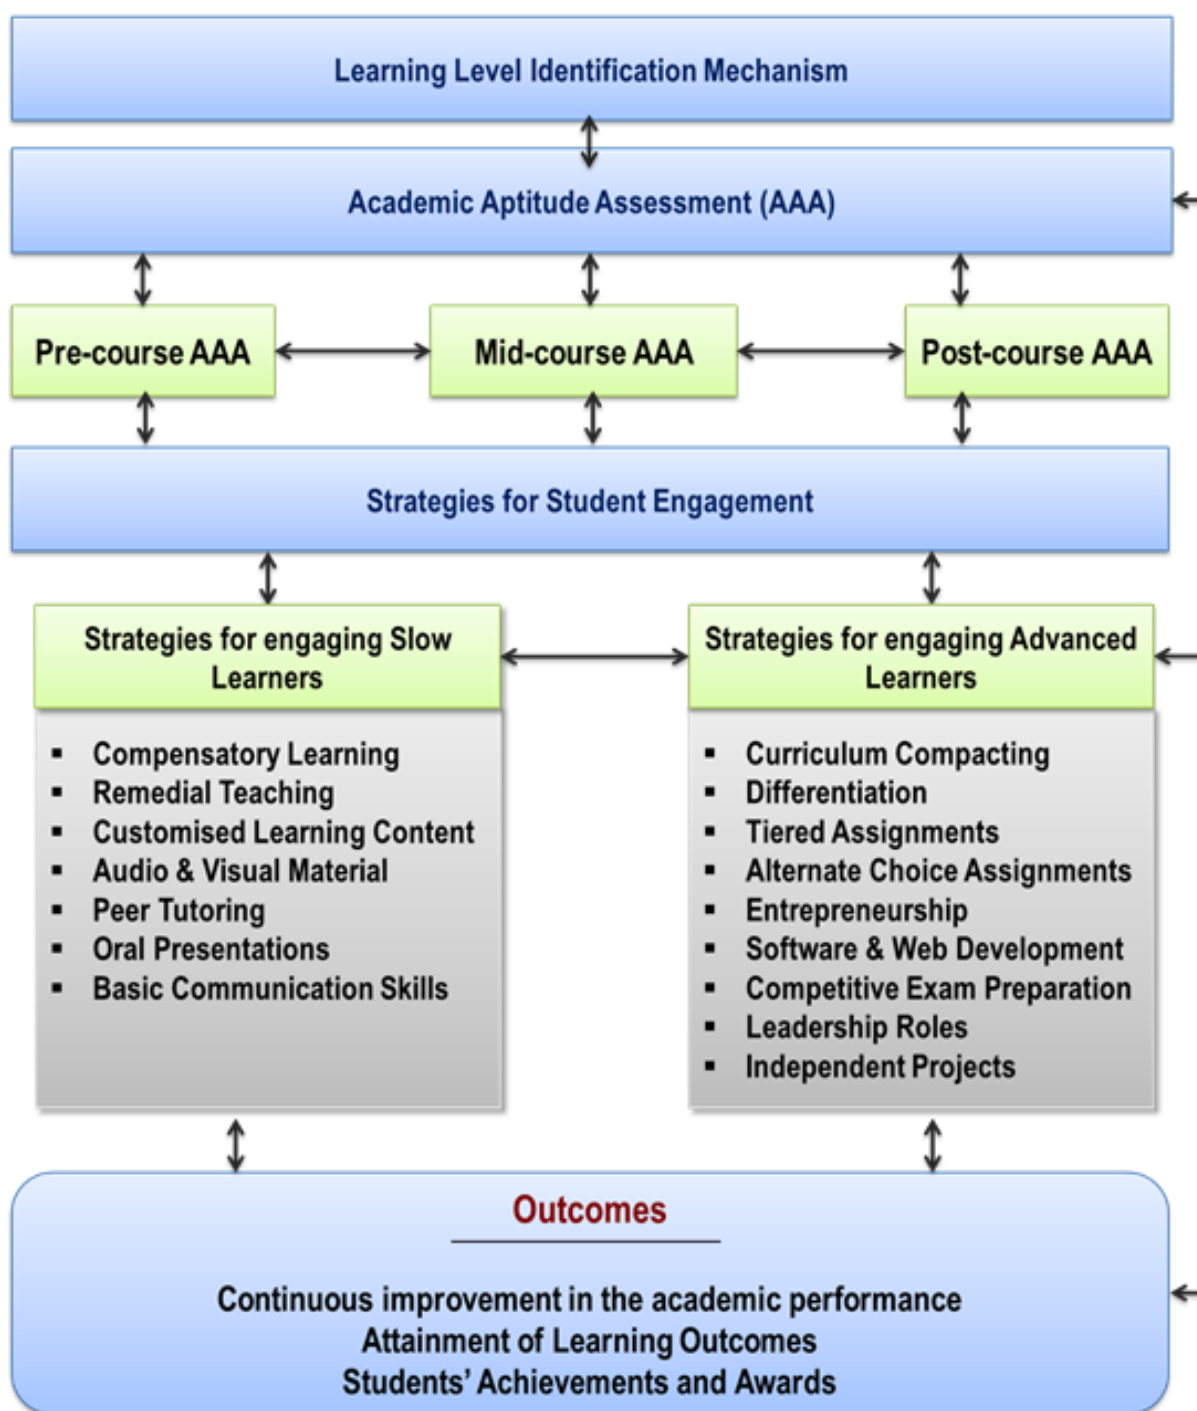 Learning Level Identification Mechanism
Academic Aptitude Assessment (AAA)
Pre-course AAA
Mid-course AAA
Post-course AAA
Strategies for Student Engagement
Strategies for engaging Slow
Learners
▪ Compensatory Learning
▪ Remedial Teaching
▪ Customised Learning Content
▪ Audio & Visual Material
▪ Peer Tutoring
▪ Oral Presentations
▪ Basic Communication Skills
Strategies for engaging Advanced
Learners
▪ Curriculum Compacting
▪ Differentiation
▪ Tiered Assignments
▪ Alternate Choice Assignments
▪ Entrepreneurship
▪ Software & Web Development
▪ Competitive Exam Preparation
▪ Leadership Roles
▪ Independent Projects
Outcomes
Continuous improvement in the academic performance
Attainment of Learning Outcomes
Students’ Achievements and Awards